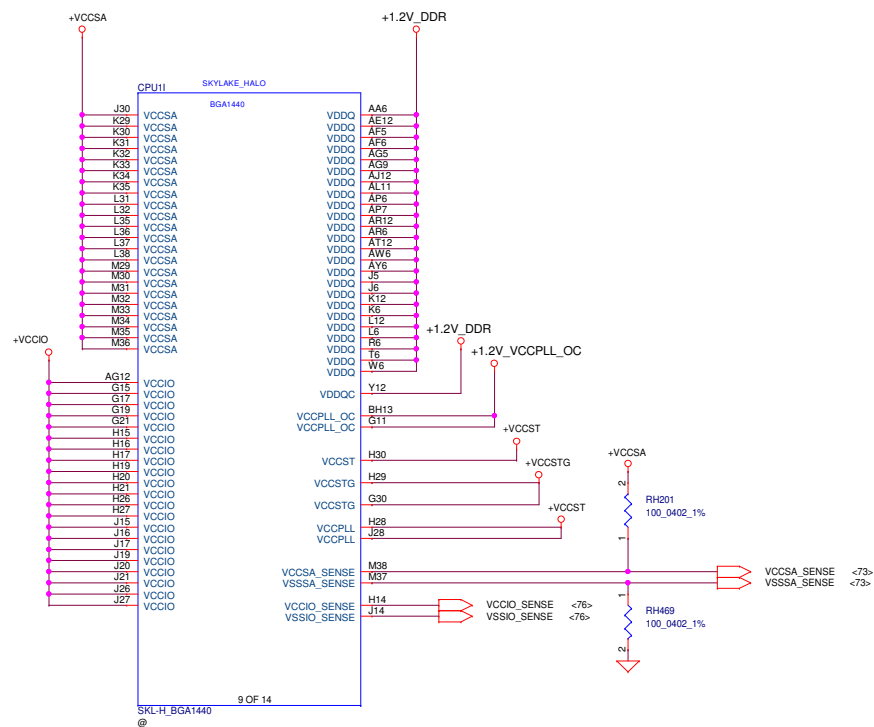 +VCCSA
+1.2V_DDR
CPU1I
SKYLAKE_HALO
BGA1440
J30 VCCSA VDDQ AA6
K29 VCCSA VDDQ AE12
K30 VCCSA VDDQ AF5
K31 VCCSA VDDQ AF6
K32 VCCSA VDDQ AG5
K33 VCCSA VDDQ AG9
K34 VCCSA VDDQ AJ12
K35 VCCSA VDDQ AL11
L31 VCCSA VDDQ AP6
L32 VCCSA VDDQ AP7
L35 VCCSA VDDQ AR12
L36 VCCSA VDDQ AR6
L37 VCCSA VDDQ AT12
L38 VCCSA VDDQ AW6
M29 VCCSA VDDQ AY6
M30 VCCSA VDDQ J5
M31 VCCSA VDDQ J6
M32 VCCSA VDDQ K12
M33 VCCSA VDDQ K6
M34 VCCSA VDDQ L12
M35 VCCSA VDDQ L6
M36 VCCSA VDDQ R6
VDDQ T6
VDDQ W6
+1.2V_DDR
+VCCIO
+1.2V_VCCPLL_OC
AG12 VCCIO
G15 VCCIO VDDQC Y12
G17 VCCIO
G19 VCCIO VCCPLL_OC BH13
G21 VCCIO VCCPLL_OC G11
H15 VCCIO
+VCCST
H16 VCCIO
H17 VCCIO VCCST H30
H19 VCCIO
+VCCSTG
+VCCSA
H20 VCCIO VCCSTG H29
H21 VCCIO
H26 VCCIO VCCSTG G30
H27 VCCIO
+VCCST
2
RH201
100_0402_1%
1
J15 VCCIO VCCPLL H28
J16 VCCIO VCCPLL J28
J17 VCCIO
J19 VCCIO
J20 VCCIO VCCSA_SENSE M38 VCCSA_SENSE <73>
J21 VCCIO VSSSA_SENSE M37 VSSSA_SENSE <73>
J26 VCCIO
J27 VCCIO VCCIO_SENSE H14 VCCIO_SENSE <76>
VSSIO_SENSE J14 VSSIO_SENSE <76>
1
RH469
100_0402_1%
2
9 OF 14
SKL-H_BGA1440
@